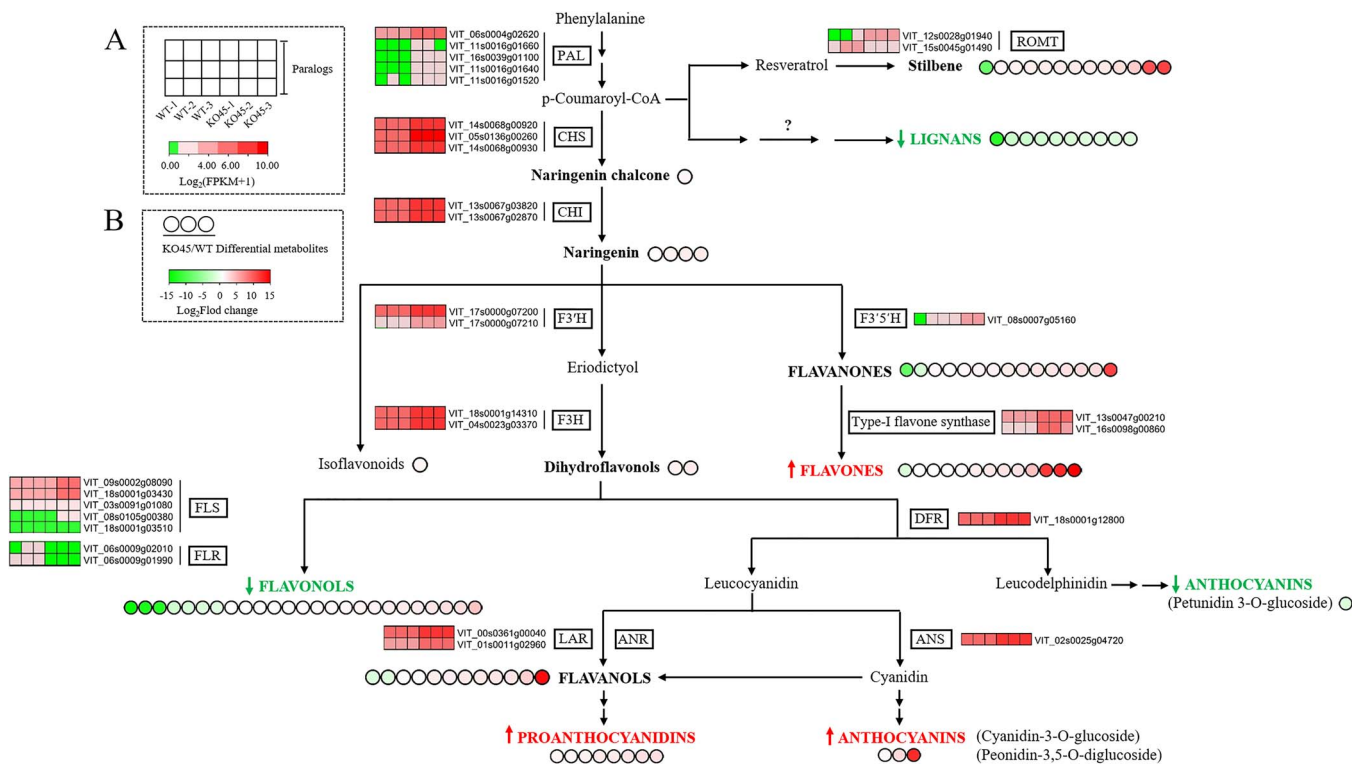 A
Paralogs
WT-1
WT-2
WT-3
KO45-1
KO45-2
KO45-3
0.00 4.00 6.00 10.00
Log2(FPKM+1)
B
KO45/WT Differential metabolites
-15 -10 -5 0 5 10 15
Log2Flod change
Phenylalanine
VIT_06s0004g02620
VIT_11s0016g01660
VIT_16s0039g01100
VIT_11s0016g01640
VIT_11s0016g01520
PAL
p-Coumaroyl-CoA
VIT_12s0028g01940
VIT_15s0045g01490
ROMT
Resveratrol
Stilbene
?
LIGNANS
VIT_14s0068g00920
VIT_05s0136g00260
VIT_14s0068g00930
CHS
Naringenin chalcone
VIT_13s0067g03820
VIT_13s0067g02870
CHI
Naringenin
VIT_17s0000g07200
VIT_17s0000g07210
F3'H
F3'5'H
VIT_08s0007g05160
Eriodictyol
FLAVANONES
VIT_18s0001g14310
VIT_04s0023g03370
F3H
Type-I flavone synthase
VIT_13s0047g00210
VIT_16s0098g00860
Isoflavonoids
Dihydroflavonols
FLAVONES
VIT_09s0002g08090
VIT_18s0001g03430
VIT_03s0091g01080
VIT_08s0105g00380
VIT_18s0001g03510
FLS
VIT_06s0009g02010
VIT_06s0009g01990
FLR
DFR
VIT_18s0001g12800
FLAVONOLS
Leucocyanidin
Leucodelphinidin
ANTHOCYANINS
(Petunidin 3-O-glucoside)
VIT_00s0361g00040
VIT_01s0011g02960
LAR
ANR
ANS
VIT_02s0025g04720
FLAVANOLS
Cyanidin
PROANTHOCYANIDINS
ANTHOCYANINS
(Cyanidin-3-O-glucoside)
(Peonidin-3,5-O-diglucoside)